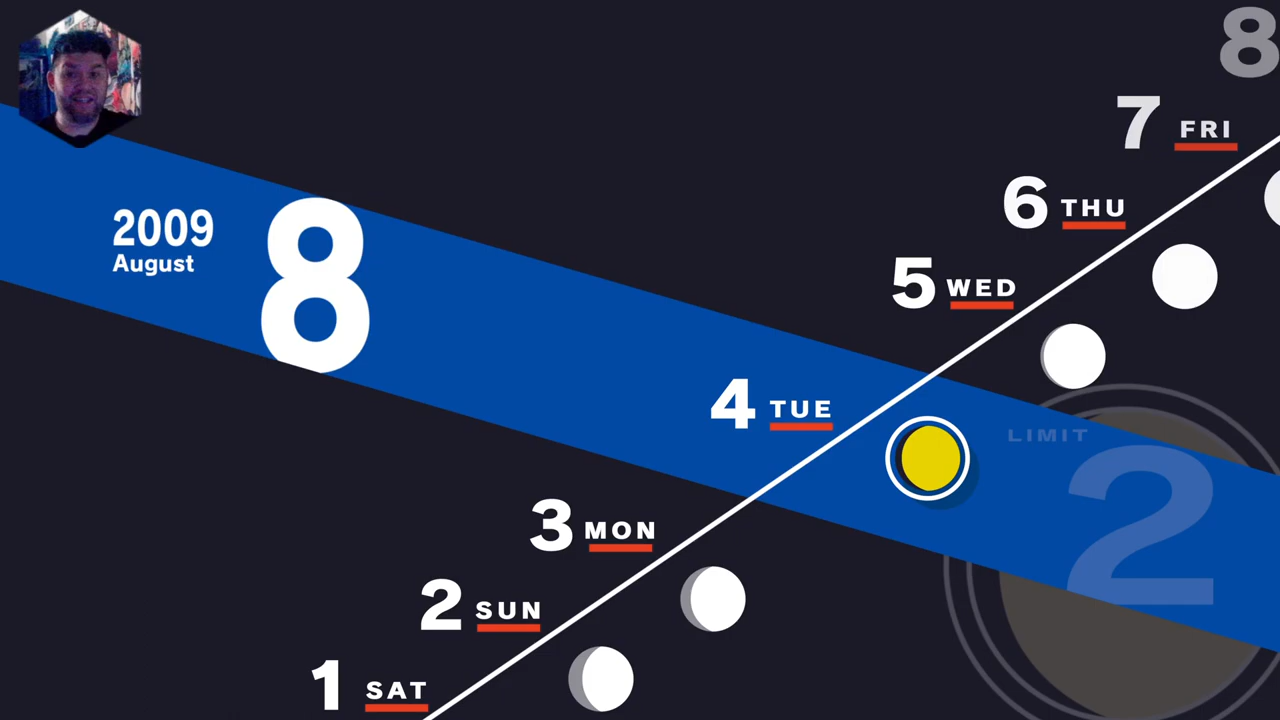 8
7 FRI
6 THU
2009
August
8
5 WED
4 TUE
LIMIT
2
3 MON
2 SUN
1 SAT